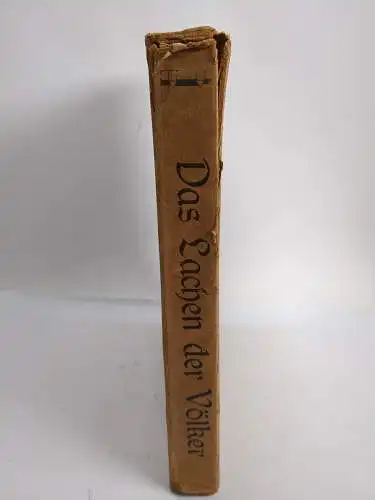 Das Lachen der Völker